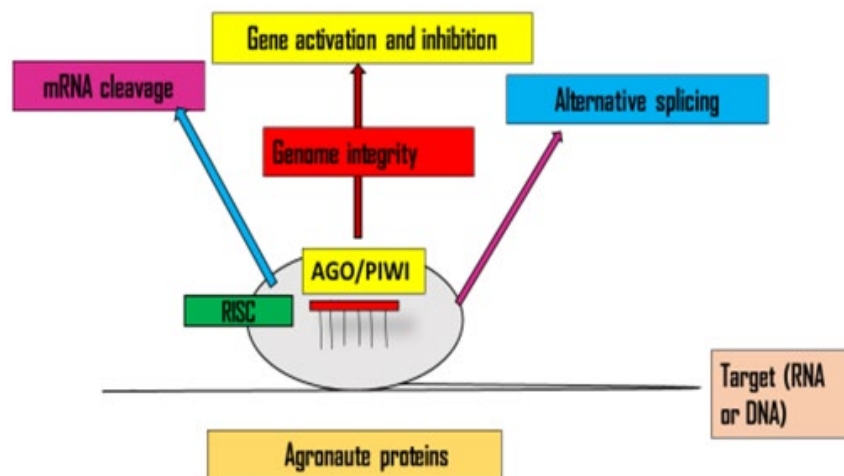 Gene activation and inhibition
mRNA cleavage
Alternative splicing
Genome integrity
AGO/PIWI
RISC
Target (RNA
or DNA)
Agronaute proteins